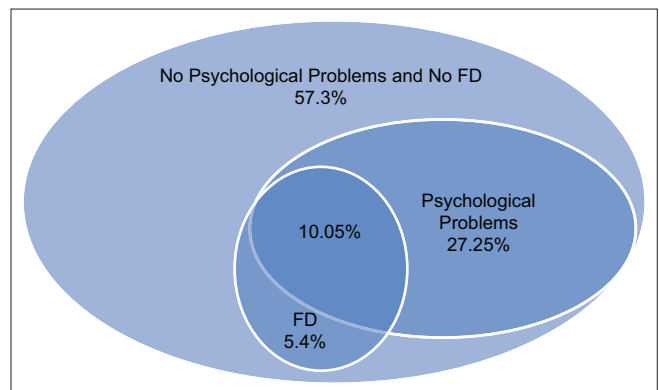 No Psychological Problems and No FD
57.3%
10.05%
Psychological
Problems
27.25%
FD
5.4%